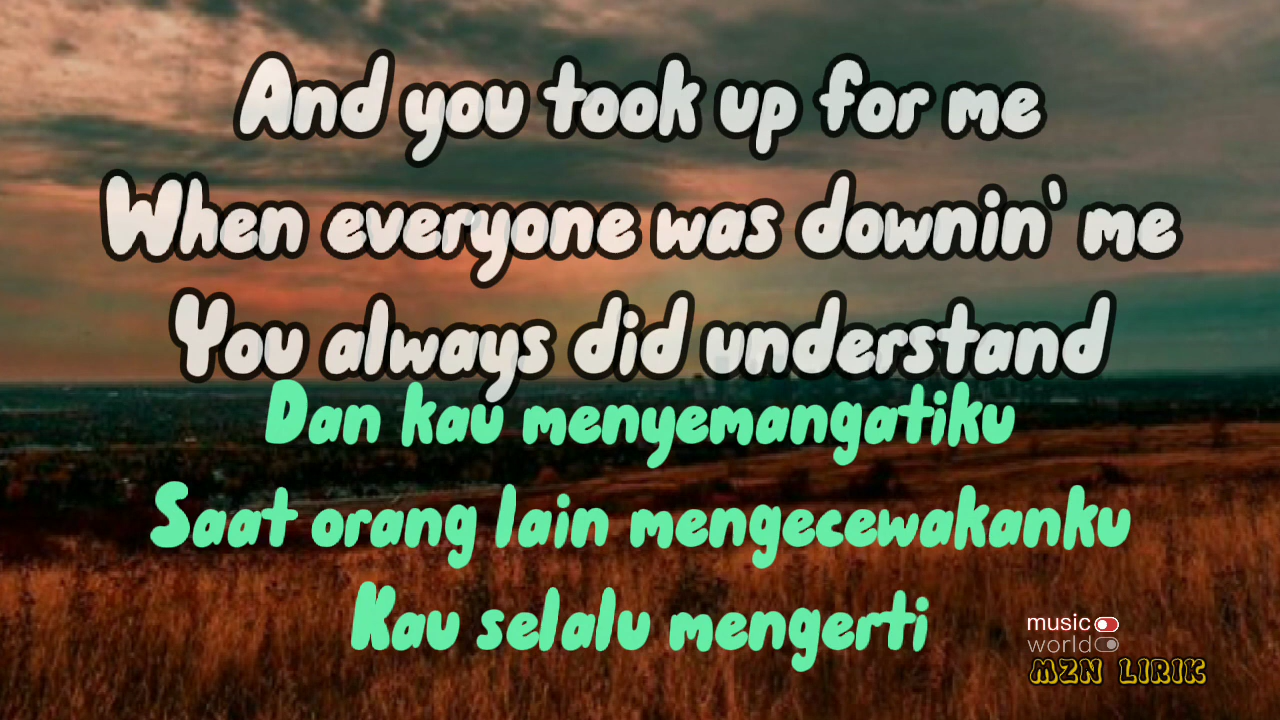 And you took up for me
When everyone was downin' me
You always did understand
Dan kau menyemangatiku
Saat orang lain mengecewakanku
Kau selalu mengerti
music
world
MZN LIRIK